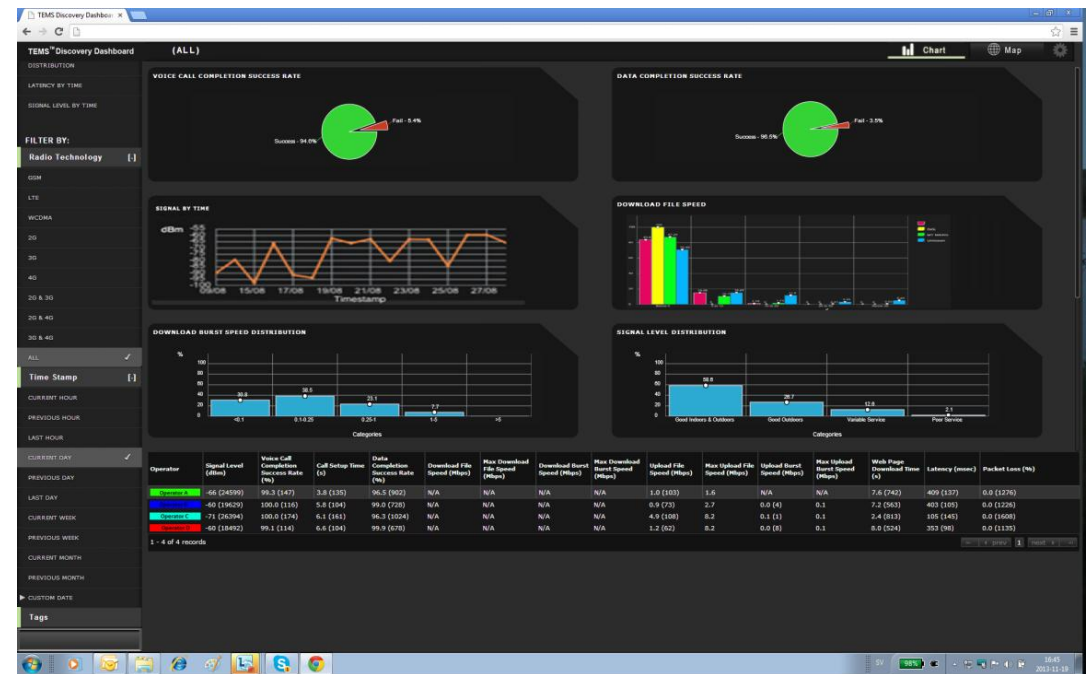 TEMS Discovery Dashboar ×
TEMS™Discovery Dashboard
(ALL)
Chart
Map
DISTRIBUTION
LATENCY BY TIME
SIGNAL LEVEL BY TIME
FILTER BY:
Radio Technology [-]
GSM
LTE
WCDMA
2G
3G
4G
2G & 3G
2G & 4G
3G & 4G
ALL ✓
Time Stamp [-]
CURRENT HOUR
PREVIOUS HOUR
LAST HOUR
CURRENT DAY ✓
PREVIOUS DAY
LAST DAY
CURRENT WEEK
PREVIOUS WEEK
CURRENT MONTH
PREVIOUS MONTH
CUSTOM DATE
Tags
VOICE CALL COMPLETION SUCCESS RATE
Fail - 5.4%
Success - 94.6%
DATA COMPLETION SUCCESS RATE
Fail - 3.5%
Success - 96.5%
SIGNAL BY TIME
dBm
09/08 15/08 17/08 19/08 21/08 23/08 25/08 27/08
Timestamp
DOWNLOAD FILE SPEED
DOWNLOAD BURST SPEED DISTRIBUTION
%
100
80
60
40
20
0
30.8 38.5 23.1 7.7
<0.1 0.1-0.25 0.25-1 1-5 >5
Categories
SIGNAL LEVEL DISTRIBUTION
%
100
80
60
40
20
0
58.8 26.7 12.6 2.1
Good Indoors & Outdoors Good Outdoors Variable Service Poor Service
Categories
Operator Signal Level (dBm) Voice Call Completion Success Rate (%) Call Setup Time (s) Data Completion Success Rate (%) Download File Speed (Mbps) Max Download File Speed (Mbps) Download Burst Speed (Mbps) Max Download Burst Speed (Mbps) Upload File Speed (Mbps) Max Upload File Speed (Mbps) Upload Burst Speed (Mbps) Max Upload Burst Speed (Mbps) Web Page Download Time (s) Latency (msec) Packet Loss (%)
Operator A -66 (24599) 99.3 (147) 3.8 (135) 96.5 (902) N/A N/A N/A N/A 1.0 (103) 1.6 N/A N/A 7.6 (742) 409 (137) 0.0 (1276)
-60 (19629) 100.0 (116) 5.8 (104) 99.0 (728) N/A N/A N/A N/A 0.9 (73) 2.7 0.0 (4) 0.1 7.2 (563) 403 (105) 0.0 (1226)
Operator C -71 (26394) 100.0 (174) 6.1 (161) 96.3 (1024) N/A N/A N/A N/A 4.9 (108) 8.2 0.1 (1) 0.1 2.4 (813) 105 (145) 0.0 (1608)
-60 (18492) 99.1 (114) 6.6 (104) 99.9 (678) N/A N/A N/A N/A 1.2 (62) 8.2 0.0 (8) 0.1 8.0 (524) 353 (98) 0.0 (1135)
1 - 4 of 4 records
prev 1 next
SV 98% 16:45
2013-11-19